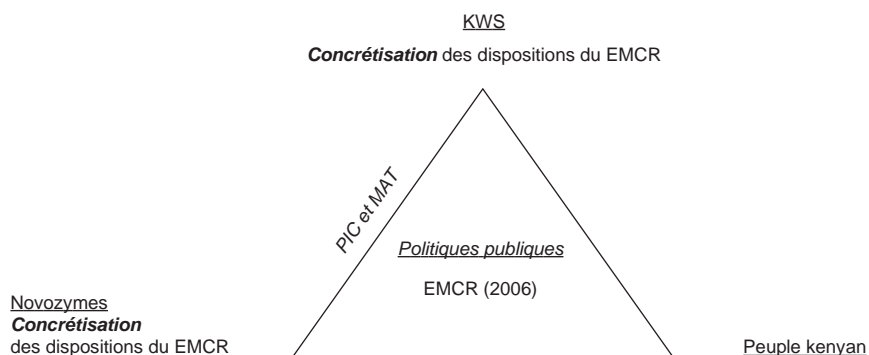 KWS
Concrétisation des dispositions du EMCR
PIC et MAT
Politiques publiques
EMCR (2006)
Novozymes
Concrétisation
des dispositions du EMCR
Peuple kenyan